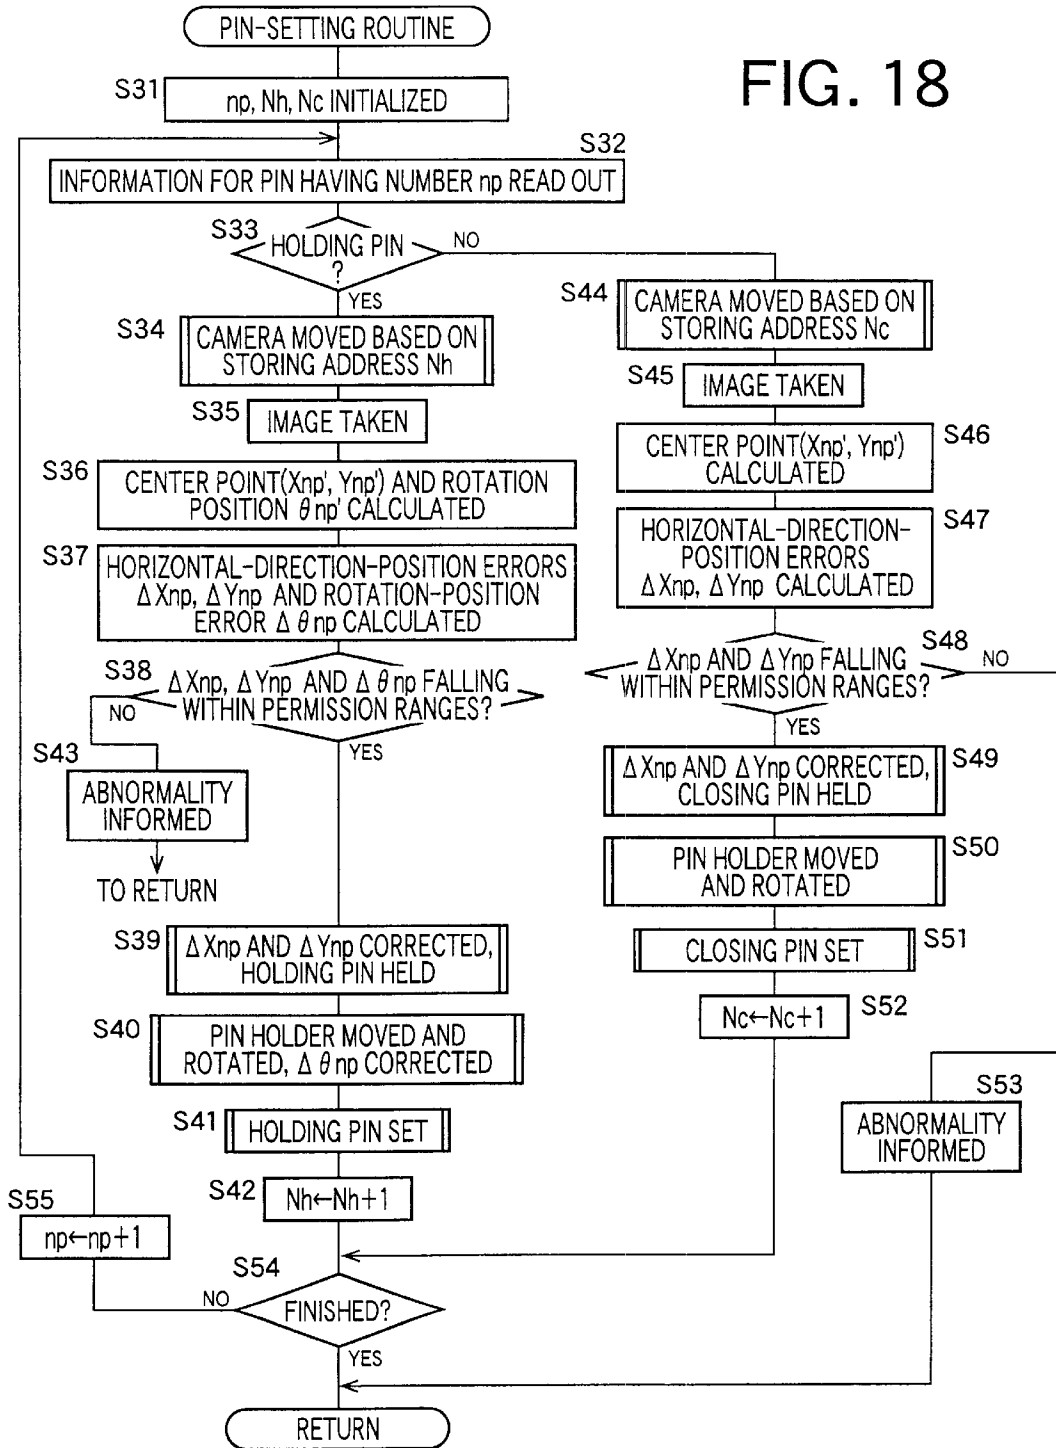 FIG. 18
PIN-SETTING ROUTINE
S31
np, Nh, Nc INITIALIZED
S32
INFORMATION FOR PIN HAVING NUMBER np READ OUT
S33
HOLDING PIN
?
NO
YES
S34
CAMERA MOVED BASED ON
STORING ADDRESS Nh
S35
IMAGE TAKEN
S36
CENTER POINT(Xnp', Ynp') AND ROTATION
POSITION θnp' CALCULATED
S37
HORIZONTAL-DIRECTION-POSITION ERRORS
ΔXnp, ΔYnp AND ROTATION-POSITION
ERROR Δθnp CALCULATED
S38
ΔXnp, ΔYnp AND Δθnp FALLING
WITHIN PERMISSION RANGES?
NO
YES
S43
ABNORMALITY
INFORMED
TO RETURN
S39
ΔXnp AND ΔYnp CORRECTED,
HOLDING PIN HELD
S40
PIN HOLDER MOVED AND
ROTATED, Δθnp CORRECTED
S41
HOLDING PIN SET
S42
Nh←Nh+1
S44
CAMERA MOVED BASED ON
STORING ADDRESS Nc
S45
IMAGE TAKEN
S46
CENTER POINT(Xnp', Ynp')
CALCULATED
S47
HORIZONTAL-DIRECTION-
POSITION ERRORS
ΔXnp, ΔYnp CALCULATED
S48
ΔXnp AND ΔYnp FALLING
WITHIN PERMISSION RANGES?
NO
YES
S49
ΔXnp AND ΔYnp CORRECTED,
CLOSING PIN HELD
S50
PIN HOLDER MOVED
AND ROTATED
S51
CLOSING PIN SET
S52
Nc←Nc+1
S53
ABNORMALITY
INFORMED
S55
np←np+1
S54
FINISHED?
NO
YES
RETURN